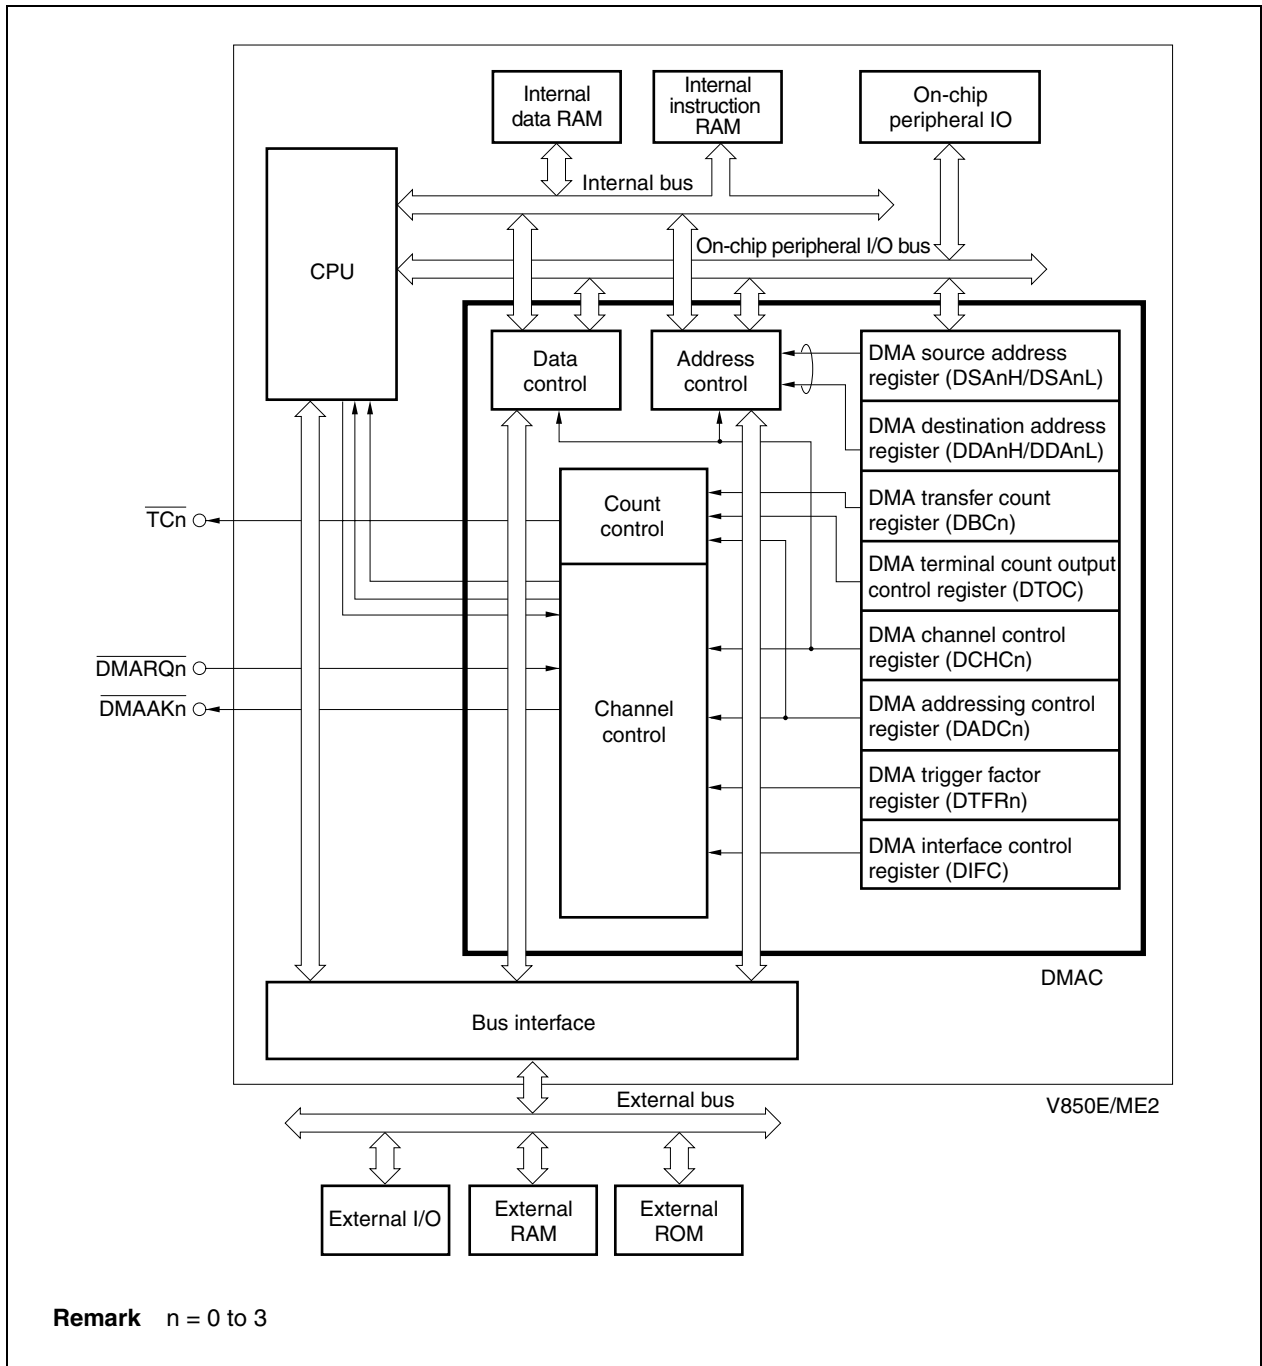 Internal
data RAM
Internal
instruction
RAM
On-chip
peripheral IO
Internal bus
On-chip peripheral I/O bus
CPU
Data
control
Address
control
DMA source address
register (DSAnH/DSAnL)
DMA destination address
register (DDAnH/DDAnL)
DMA transfer count
register (DBCn)
DMA terminal count output
control register (DTOC)
DMA channel control
register (DCHCn)
DMA addressing control
register (DADCn)
DMA trigger factor
register (DTFRn)
DMA interface control
register (DIFC)
Count
control
Channel
control
TCn
DMARQn
DMAAKn
DMAC
Bus interface
V850E/ME2
External bus
External I/O
External
RAM
External
ROM
Remark n = 0 to 3